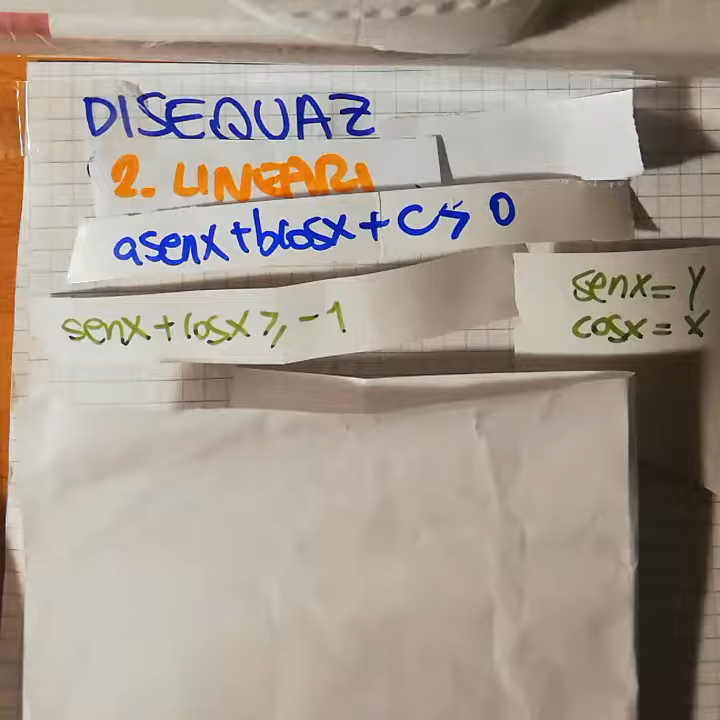 DISEQUAZ
2. LINEARI
asenx+bcosx+c≶0
senx+cosx≥-1
senx=Y
cosx=X